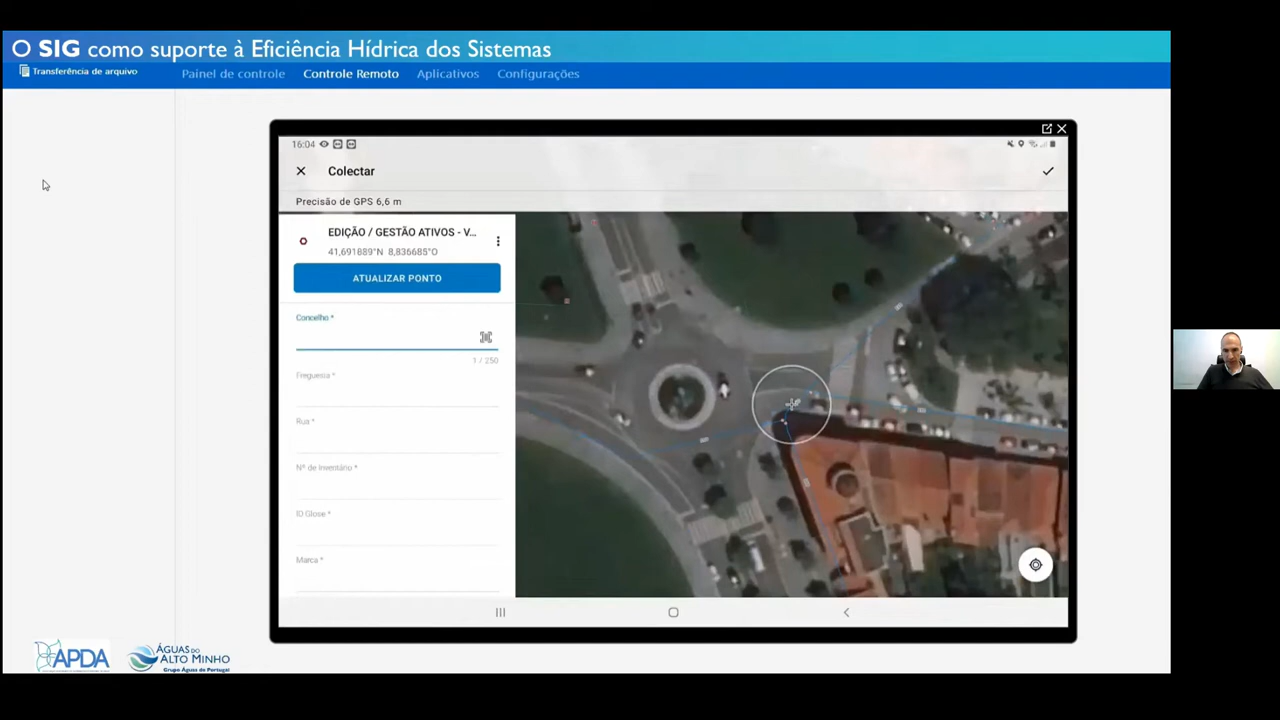 O SIG como suporte à Eficiência Hídrica dos Sistemas
Transferência de arquivo
Painel de controle
Controle Remoto
Aplicativos
Configurações
16:04
Colectar
Precisão de GPS 6,6 m
EDIÇÃO / GESTÃO ATIVOS - V...
41,691689°N 8,836685°O
ATUALIZAR PONTO
Concelho *
1 / 250
Freguesia *
Rua *
Nº de Inventário *
ID Glose *
Marca *
APDA
ÁGUAS DO
ALTO MINHO
Grupo Águas de Portugal